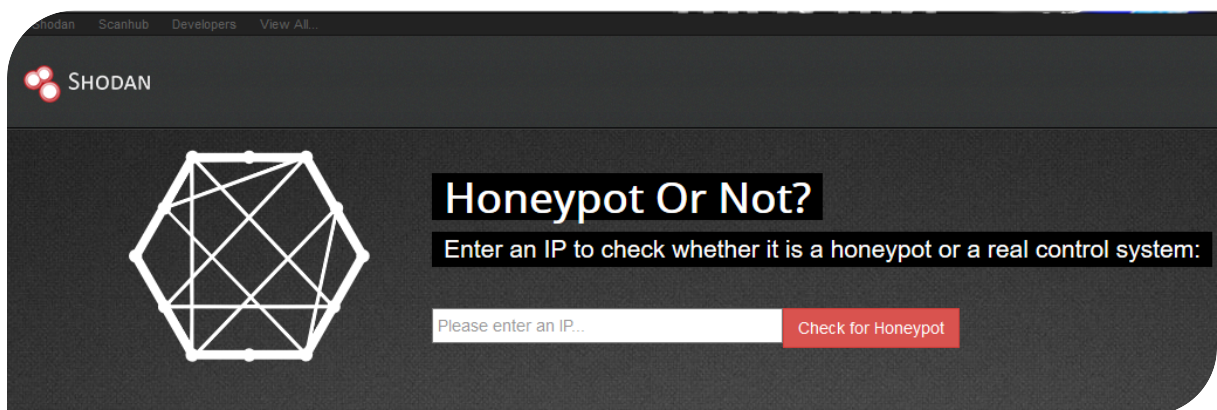 Shodan Scanhub Developers View All...
SHODAN
Honeypot Or Not?
Enter an IP to check whether it is a honeypot or a real control system:
Please enter an IP... Check for Honeypot